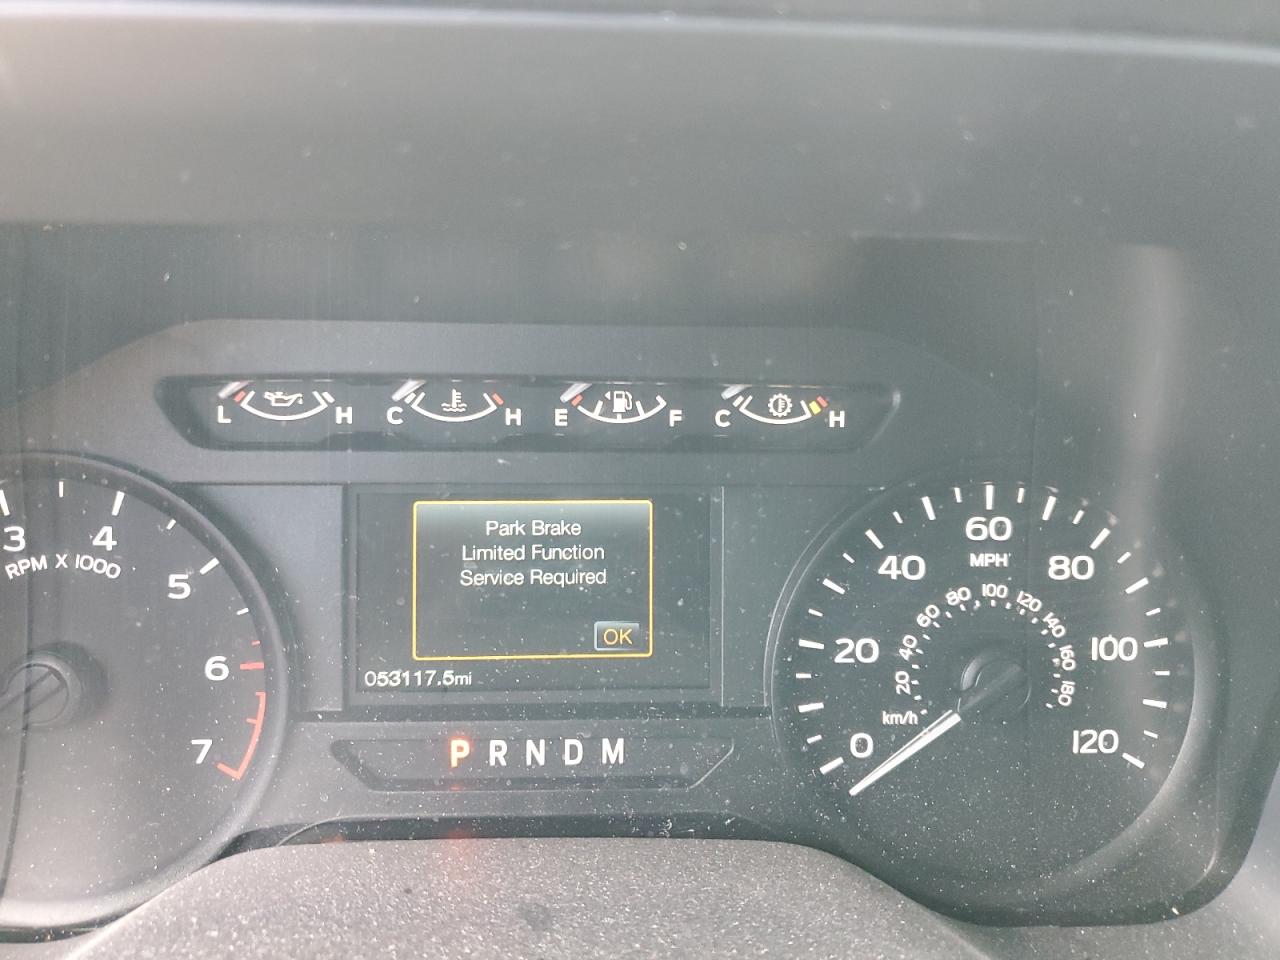 L H C H E F C H
3 4 5 6 7
RPM X 1000
Park Brake
Limited Function
Service Required
OK
053117.5mi
P R N D M
0 20 40 60 80 100 120
MPH
20 40 60 80 100 120 140 160 180
km/h